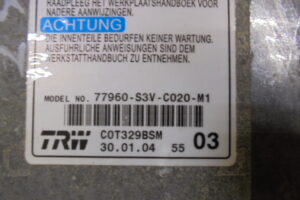 RAADPLEEG HET WERKPLAATSHANDBOEK VOOR
NADERE AANWIJZINGEN.
ACHTUNG
DIE INNENTEILE BEDÜRFEN KEINER WARTUNG.
AUSFÜHRLICHE ANWEISUNGEN SIND DEM
WERKSTATTHANDBUCH ZU ENTNEHMEN.
MODEL NO. 77960-S3V-C020-M1
TRW C0T329BSM
30.01.04 55 03